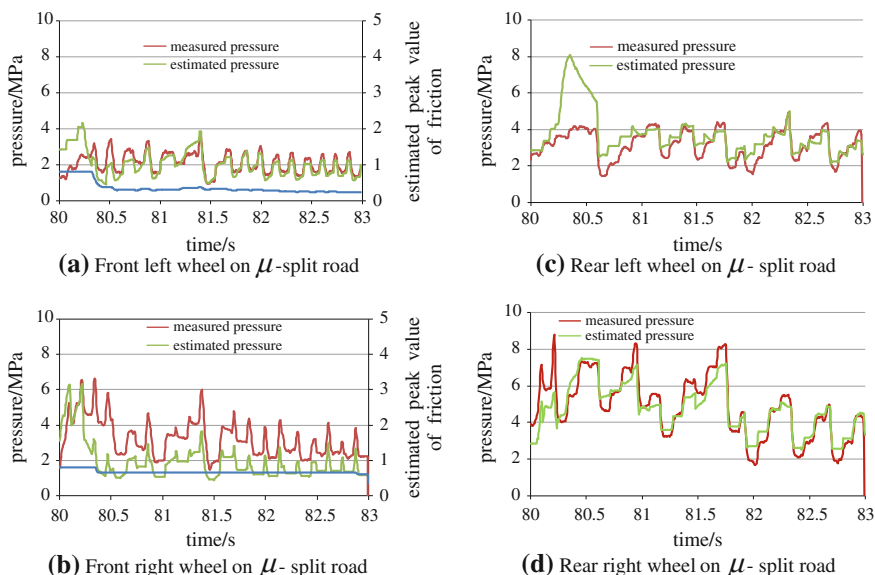 10
8
6
4
2
0
5
4
3
2
1
0
measured pressure
estimated pressure
pressure/MPa
estimated peak value
of friction
80 80.5 81 81.5 82 82.5 83
time/s
(a) Front left wheel on μ-split road
10
8
6
4
2
0
measured pressure
estimated pressure
pressure/MPa
80 80.5 81 81.5 82 82.5 83
time/s
(c) Rear left wheel on μ- split road
10
8
6
4
2
0
5
4
3
2
1
0
measured pressure
estimated pressure
pressure/MPa
estimated peak value
of friction
80 80.5 81 81.5 82 82.5 83
time/s
(b) Front right wheel on μ- split road
10
8
6
4
2
0
measured pressure
estimated pressure
pressure/MPa
80 80.5 81 81.5 82 82.5 83
time/s
(d) Rear right wheel on μ- split road